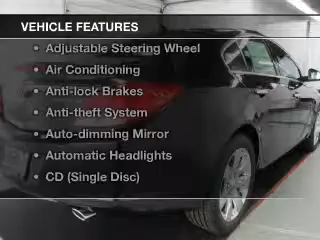 VEHICLE FEATURES
• Adjustable Steering Wheel
• Air Conditioning
• Anti-lock Brakes
• Anti-theft System
• Auto-dimming Mirror
• Automatic Headlights
• CD (Single Disc)